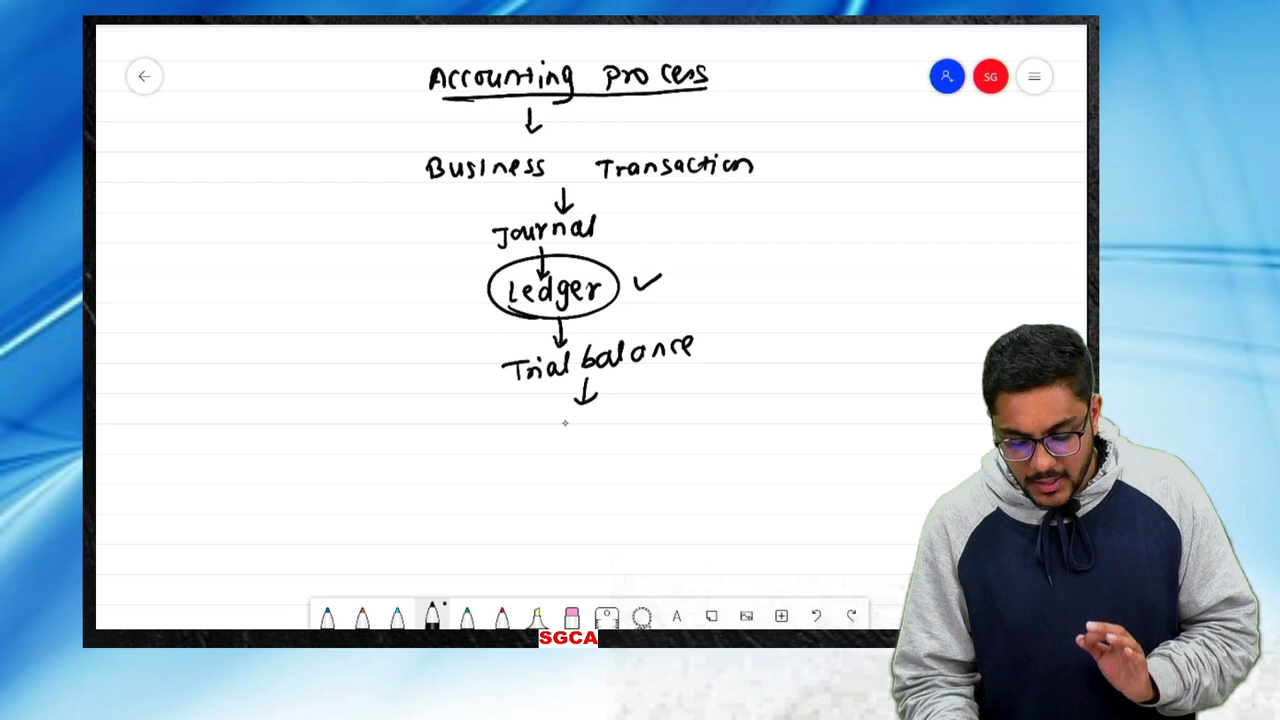 Accounting process
SG
Business Transaction
Journal
Ledger
Trial balance
A
SGCA